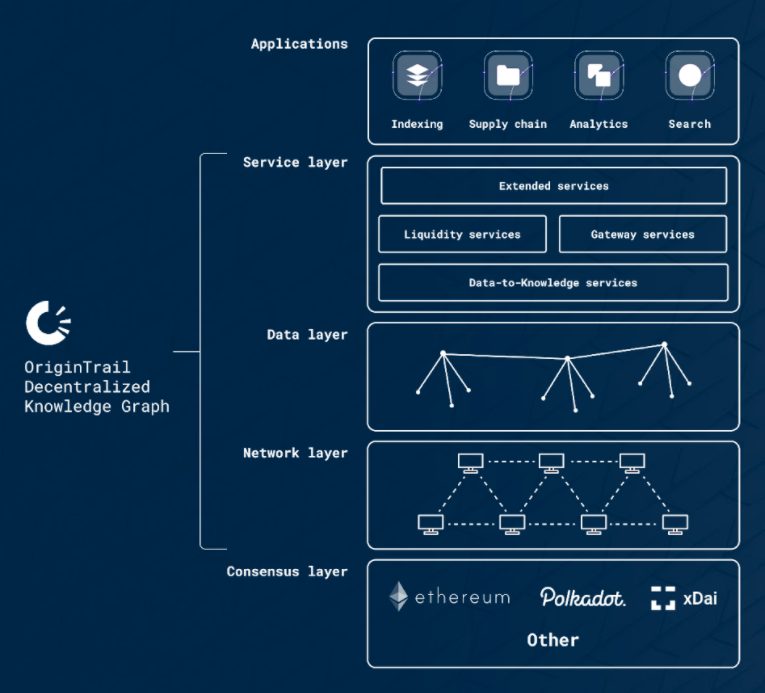 Applications
Indexing
Supply chain
Analytics
Search
Service layer
Extended services
Liquidity services
Gateway services
Data-to-Knowledge services
OriginTrail
Decentralized
Knowledge Graph
Data layer
Network layer
Consensus layer
ethereum
Polkadot.
xDai
Other